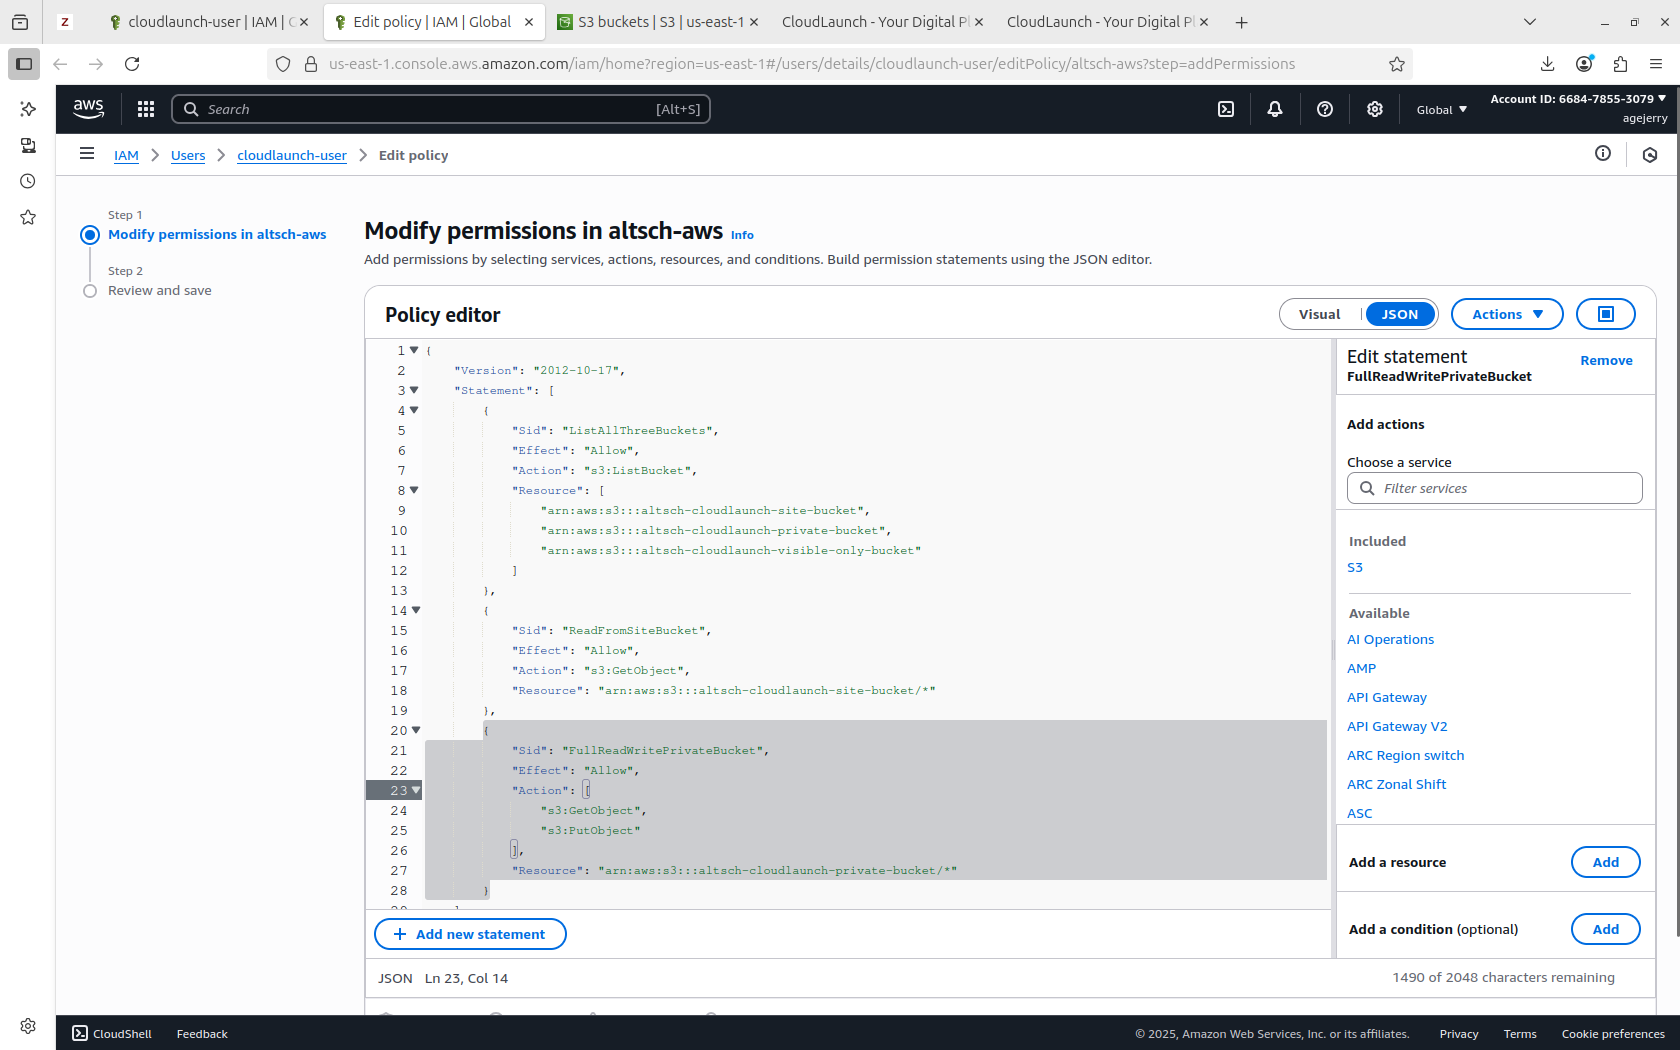 Z
cloudlaunch-user | IAM | G
Edit policy | IAM | Global
S3 buckets | S3 | us-east-1
CloudLaunch - Your Digital Pl
CloudLaunch - Your Digital Pl
us-east-1.console.aws.amazon.com/iam/home?region=us-east-1#/users/details/cloudlaunch-user/editPolicy/altsch-aws?step=addPermissions
aws
Search
[Alt+S]
Global
Account ID: 6684-7855-3079
agejerry
IAM
Users
cloudlaunch-user
Edit policy
Step 1
Modify permissions in altsch-aws
Step 2
Review and save
Modify permissions in altsch-aws Info
Add permissions by selecting services, actions, resources, and conditions. Build permission statements using the JSON editor.
Policy editor
Visual
JSON
Actions
1 {
2 "Version": "2012-10-17",
3 "Statement": [
4 {
5 "Sid": "ListAllThreeBuckets",
6 "Effect": "Allow",
7 "Action": "s3:ListBucket",
8 "Resource": [
9 "arn:aws:s3:::altsch-cloudlaunch-site-bucket",
10 "arn:aws:s3:::altsch-cloudlaunch-private-bucket",
11 "arn:aws:s3:::altsch-cloudlaunch-visible-only-bucket"
12 ]
13 },
14 {
15 "Sid": "ReadFromSiteBucket",
16 "Effect": "Allow",
17 "Action": "s3:GetObject",
18 "Resource": "arn:aws:s3:::altsch-cloudlaunch-site-bucket/*"
19 },
20 {
21 "Sid": "FullReadWritePrivateBucket",
22 "Effect": "Allow",
23 "Action": [
24 "s3:GetObject",
25 "s3:PutObject"
26 ],
27 "Resource": "arn:aws:s3:::altsch-cloudlaunch-private-bucket/*"
28 }
Add new statement
JSON Ln 23, Col 14
1490 of 2048 characters remaining
Edit statement
FullReadWritePrivateBucket
Remove
Add actions
Choose a service
Filter services
Included
S3
Available
AI Operations
AMP
API Gateway
API Gateway V2
ARC Region switch
ARC Zonal Shift
ASC
Add a resource
Add
Add a condition (optional)
Add
CloudShell
Feedback
© 2025, Amazon Web Services, Inc. or its affiliates.
Privacy
Terms
Cookie preferences